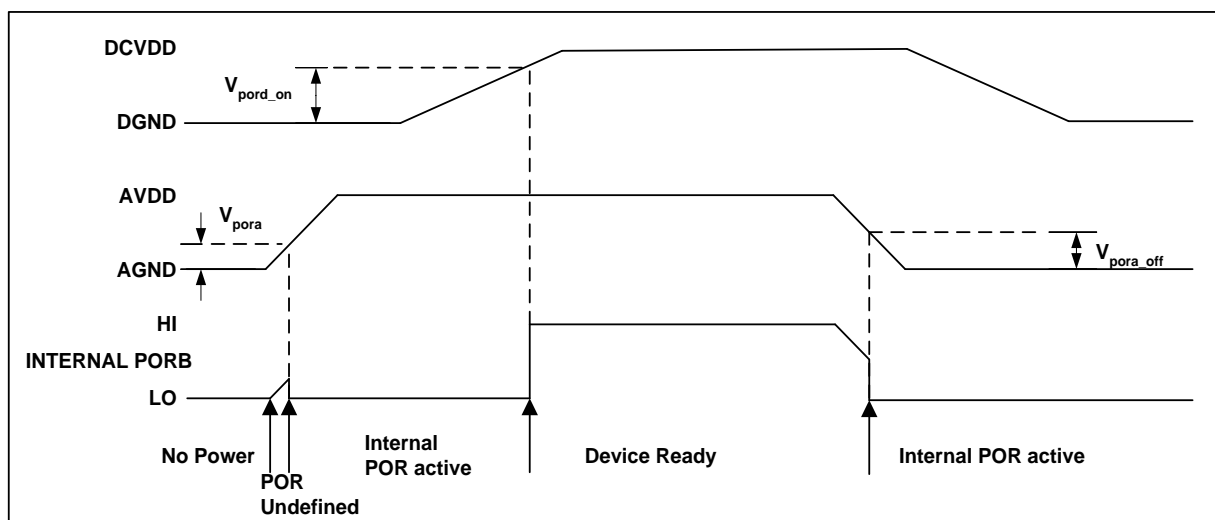 DCVDD
Vpord_on
DGND
AVDD
Vpora
AGND
Vpora_off
HI
INTERNAL PORB
LO
No Power
POR
Undefined
Internal
POR active
Device Ready
Internal POR active